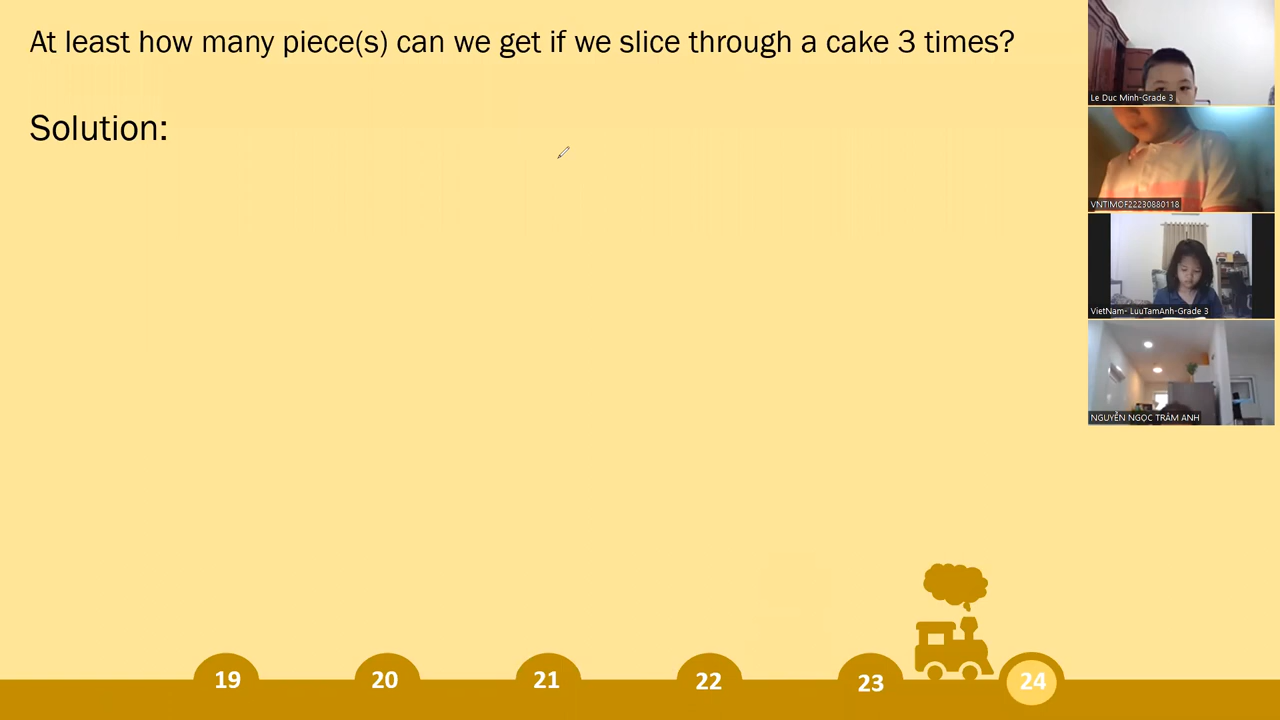 At least how many piece(s) can we get if we slice through a cake 3 times?
Solution:
Le Duc Minh-Grade 3
VNTIMOF22230880118
VietNam- LuuTamAnh-Grade 3
NGUYỄN NGỌC TRÂM ANH
19 20 21 22 23 24